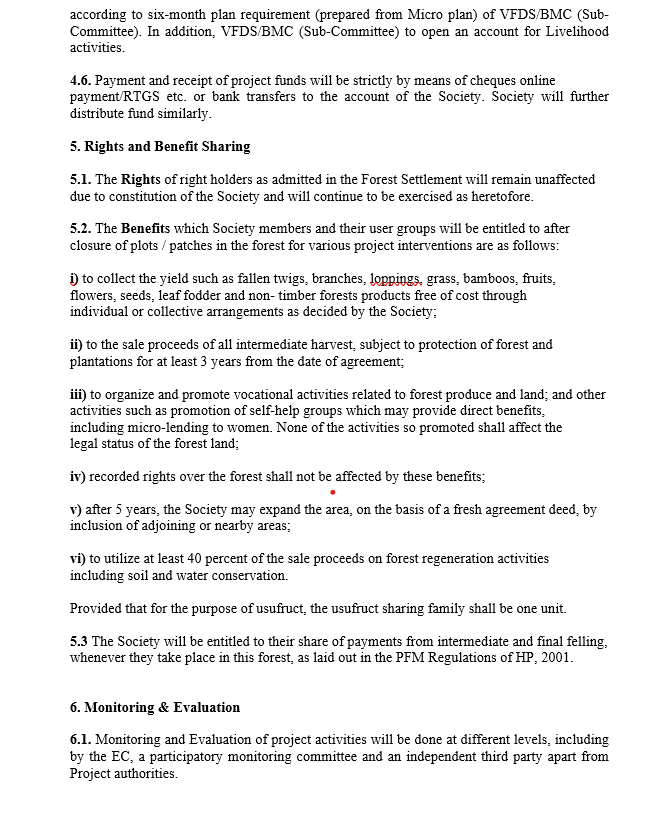 according to six-month plan requirement (prepared from Micro plan) of VFDS/BMC (Sub-
Committee). In addition, VFDS/BMC (Sub-Committee) to open an account for Livelihood
activities.
4.6. Payment and receipt of project funds will be strictly by means of cheques online
payment/RTGS etc. or bank transfers to the account of the Society. Society will further
distribute fund similarly.
5. Rights and Benefit Sharing
5.1. The Rights of right holders as admitted in the Forest Settlement will remain unaffected
due to constitution of the Society and will continue to be exercised as heretofore.
5.2. The Benefits which Society members and their user groups will be entitled to after
closure of plots / patches in the forest for various project interventions are as follows:
i) to collect the yield such as fallen twigs, branches, loppings, grass, bamboos, fruits,
flowers, seeds, leaf fodder and non- timber forests products free of cost through
individual or collective arrangements as decided by the Society;
ii) to the sale proceeds of all intermediate harvest, subject to protection of forest and
plantations for at least 3 years from the date of agreement;
iii) to organize and promote vocational activities related to forest produce and land; and other
activities such as promotion of self-help groups which may provide direct benefits,
including micro-lending to women. None of the activities so promoted shall affect the
legal status of the forest land;
iv) recorded rights over the forest shall not be affected by these benefits;
v) after 5 years, the Society may expand the area, on the basis of a fresh agreement deed, by
inclusion of adjoining or nearby areas;
vi) to utilize at least 40 percent of the sale proceeds on forest regeneration activities
including soil and water conservation.
Provided that for the purpose of usufruct, the usufruct sharing family shall be one unit.
5.3 The Society will be entitled to their share of payments from intermediate and final felling,
whenever they take place in this forest, as laid out in the PFM Regulations of HP, 2001.
6. Monitoring & Evaluation
6.1. Monitoring and Evaluation of project activities will be done at different levels, including
by the EC, a participatory monitoring committee and an independent third party apart from
Project authorities.